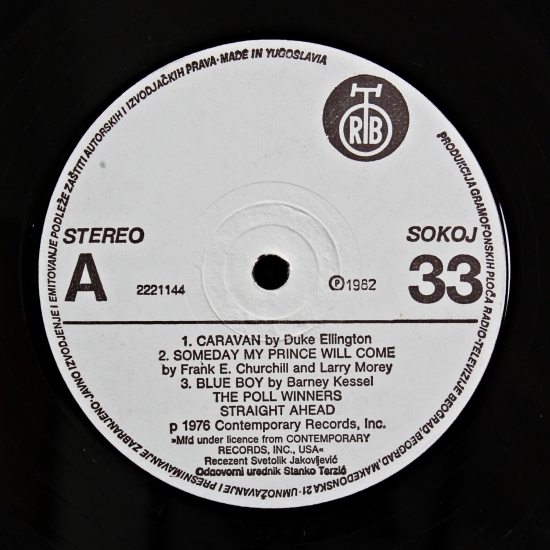 PRODUKCIJA GRAMOFONSKIH PLOČA RADIO-TELEVIZIJE BEOGRAD, BEOGRAD, MAKEDONSKA 21·UMNOŽAVANJE I PRESNIMAVANJE ZABRANJENO·JAVNO IZVODJENJE I EMITOVANJE PODLEŽE ZAŠTITI AUTORSKIH I IZVODJAČKIH PRAVA·MADE IN YUGOSLAVIA
RTB
STEREO
SOKOJ
A
2221144
Ⓟ1982
33
1. CARAVAN by Duke Ellington
2. SOMEDAY MY PRINCE WILL COME
by Frank E. Churchill and Larry Morey
3. BLUE BOY by Barney Kessel
THE POLL WINNERS
STRAIGHT AHEAD
p 1976 Contemporary Records, Inc.
»Mfd under licence from CONTEMPORARY
RECORDS, INC., USA«
Recezent Svetolik Jakovljević
Odgovorni urednik Stanko Terzić